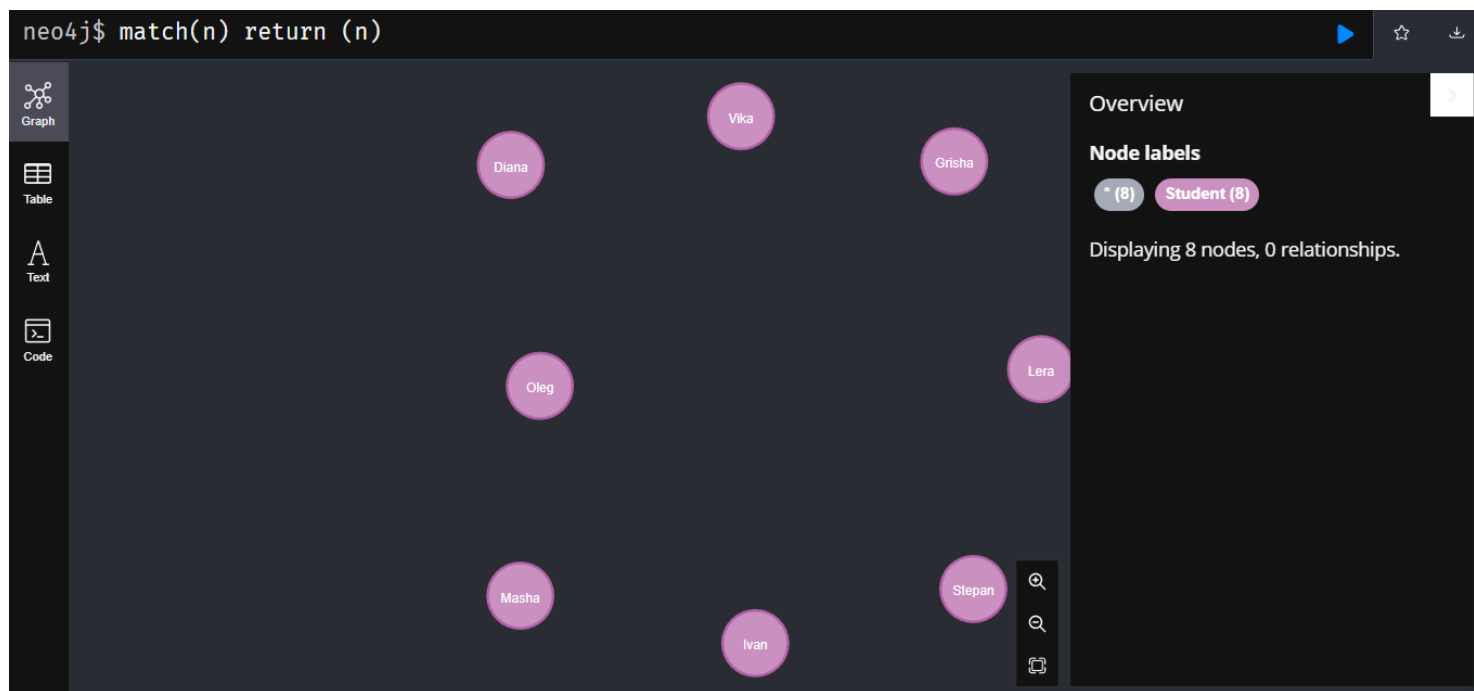 neo4j$ match(n) return (n)
Graph
Table
Text
Code
Vika
Diana
Grisha
Oleg
Lera
Masha
Stepan
Ivan
Overview
Node labels
* (8) Student (8)
Displaying 8 nodes, 0 relationships.